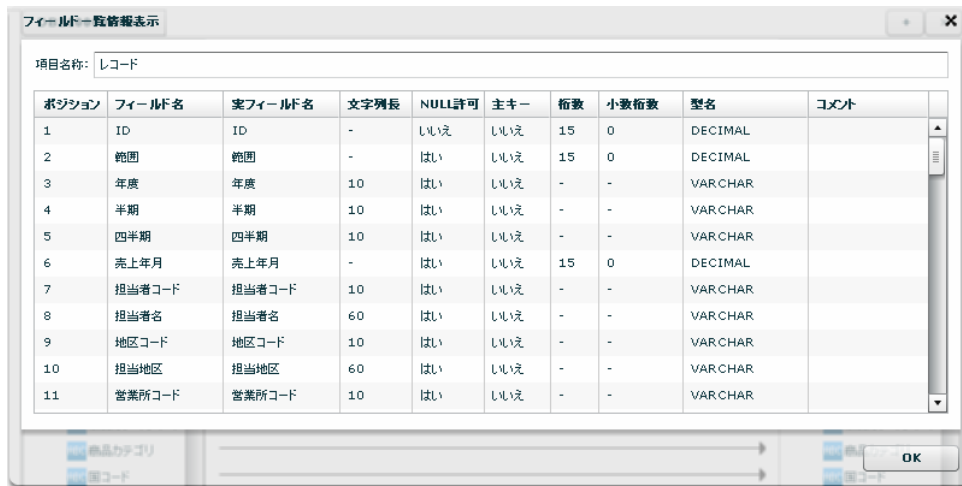 フィールド一覧情報表示
項目名称: レコード
ポジション フィールド名 実フィールド名 文字列長 NULL許可 主キー 桁数 小数桁数 型名 コメント
1 ID ID - いいえ いいえ 15 0 DECIMAL
2 範囲 範囲 - はい いいえ 15 0 DECIMAL
3 年度 年度 10 はい いいえ - - VARCHAR
4 半期 半期 10 はい いいえ - - VARCHAR
5 四半期 四半期 10 はい いいえ - - VARCHAR
6 売上年月 売上年月 - はい いいえ 15 0 DECIMAL
7 担当者コード 担当者コード 10 はい いいえ - - VARCHAR
8 担当者名 担当者名 60 はい いいえ - - VARCHAR
9 地区コード 地区コード 10 はい いいえ - - VARCHAR
10 担当地区 担当地区 60 はい いいえ - - VARCHAR
11 営業所コード 営業所コード 10 はい いいえ - - VARCHAR
商品カテゴリ
OK
国コード 国コード